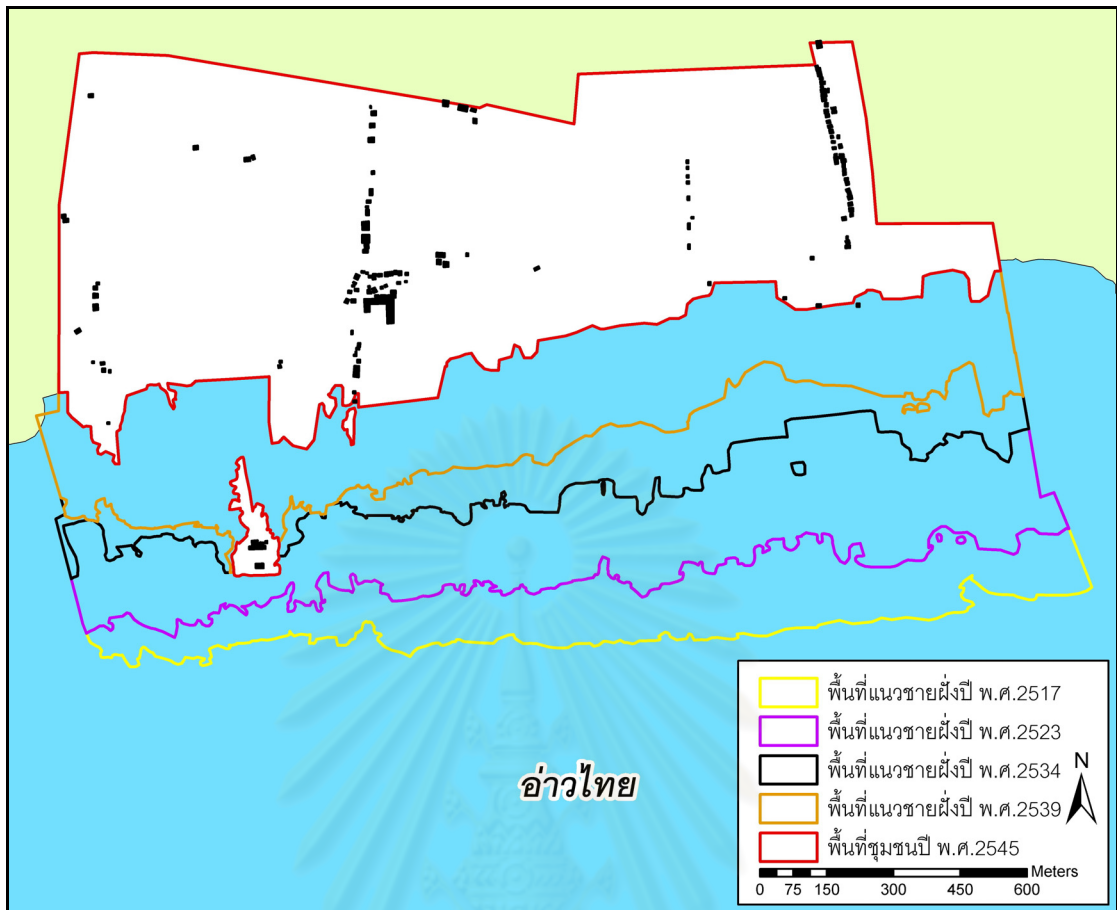 พื้นที่แนวชายฝั่งปี พ.ศ.2517
พื้นที่แนวชายฝั่งปี พ.ศ.2523
พื้นที่แนวชายฝั่งปี พ.ศ.2534
พื้นที่แนวชายฝั่งปี พ.ศ.2539
พื้นที่ชุมชนปี พ.ศ.2545
N
อ่าวไทย
Meters
0 75 150 300 450 600